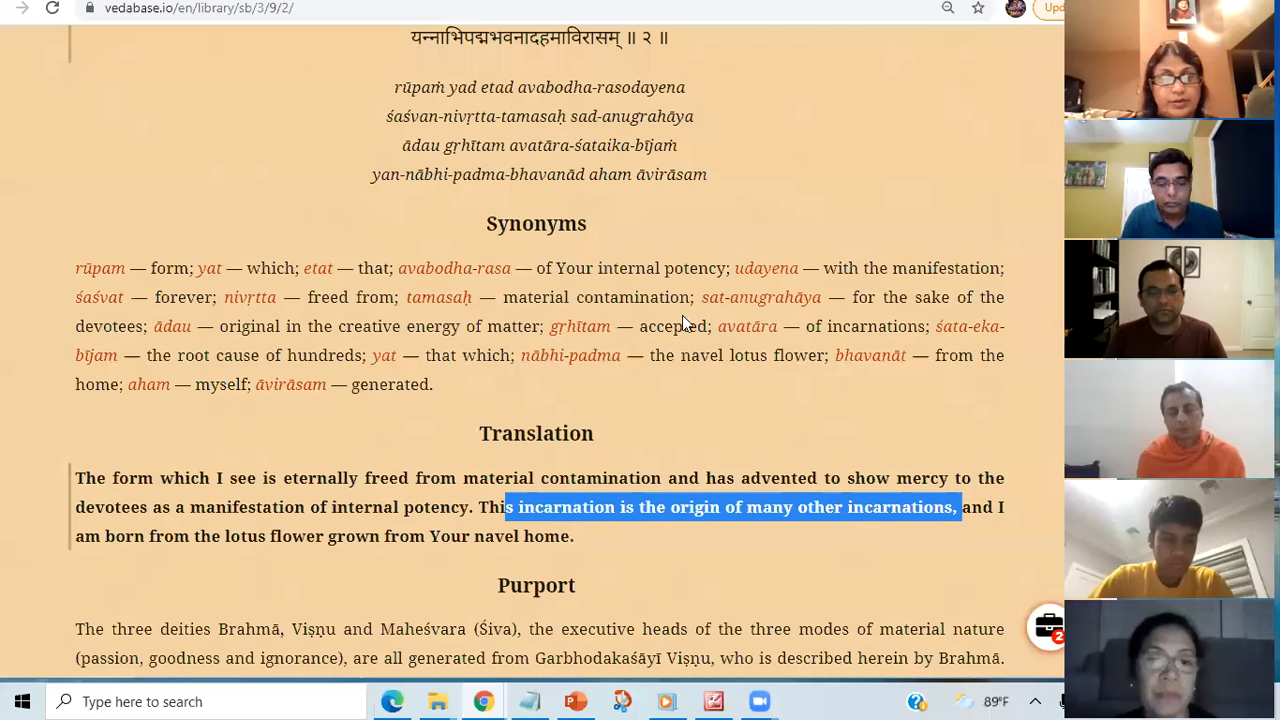 vedabase.io/en/library/sb/3/9/2/
यन्नाभिपद्मभवनादहमाविरासम् ॥ २ ॥
rūpaṁ yad etad avabodha-rasodayena
śaśvan-nivṛtta-tamasaḥ sad-anugrahāya
ādau gṛhītam avatāra-śataika-bījaṁ
yan-nābhi-padma-bhavanād aham āvirāsam
Synonyms
rūpam — form; yat — which; etat — that; avabodha-rasa — of Your internal potency; udayena — with the manifestation;
śaśvat — forever; nivṛtta — freed from; tamasaḥ — material contamination; sat-anugrahāya — for the sake of the
devotees; ādau — original in the creative energy of matter; gṛhītam — accepted; avatāra — of incarnations; śata-eka-
bījam — the root cause of hundreds; yat — that which; nābhi-padma — the navel lotus flower; bhavanāt — from the
home; aham — myself; āvirāsam — generated.
Translation
The form which I see is eternally freed from material contamination and has advented to show mercy to the
devotees as a manifestation of internal potency. This incarnation is the origin of many other incarnations, and I
am born from the lotus flower grown from Your navel home.
Purport
The three deities Brahmā, Viṣṇu and Maheśvara (Śiva), the executive heads of the three modes of material nature
(passion, goodness and ignorance), are all generated from Garbhodakaśāyī Viṣṇu, who is described herein by Brahmā.
2
Type here to search
89°F